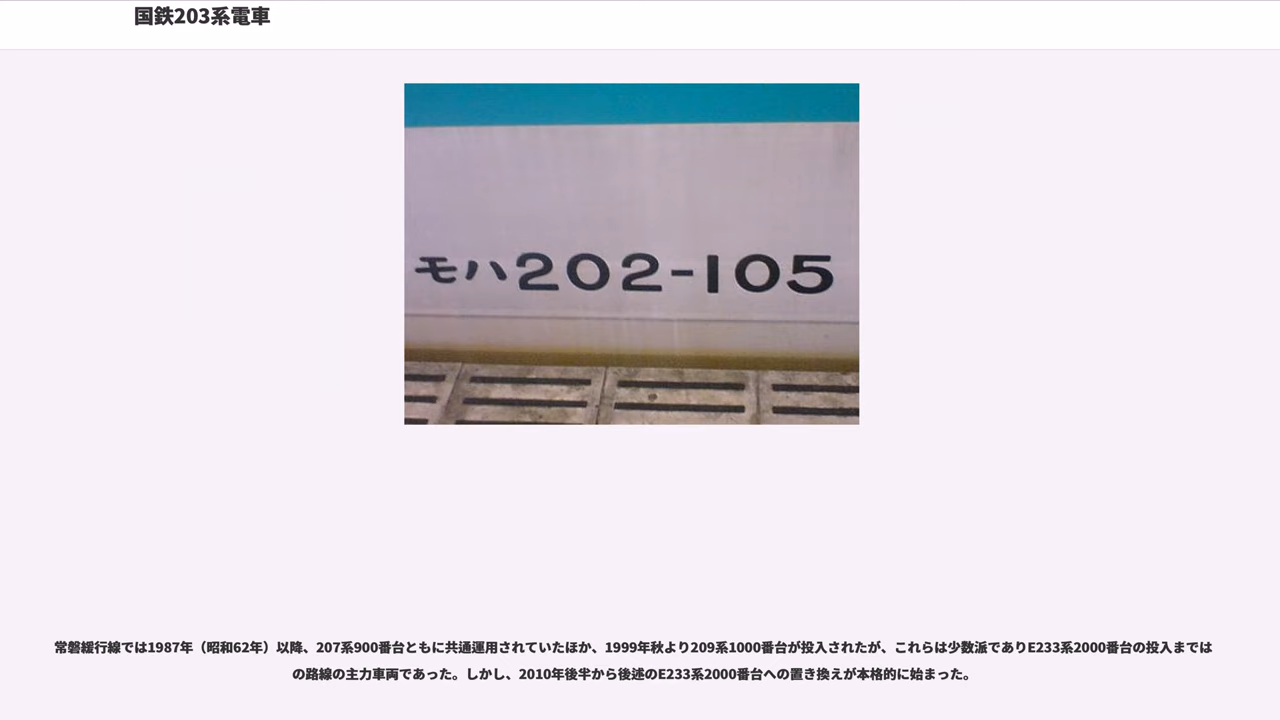 国鉄203系電車
モハ202-105
常磐緩行線では1987年（昭和62年）以降、207系900番台ともに共通運用されていたほか、1999年秋より209系1000番台が投入されたが、これらは少数派でありE233系2000番台の投入までは
の路線の主力車両であった。しかし、2010年後半から後述のE233系2000番台への置き換えが本格的に始まった。